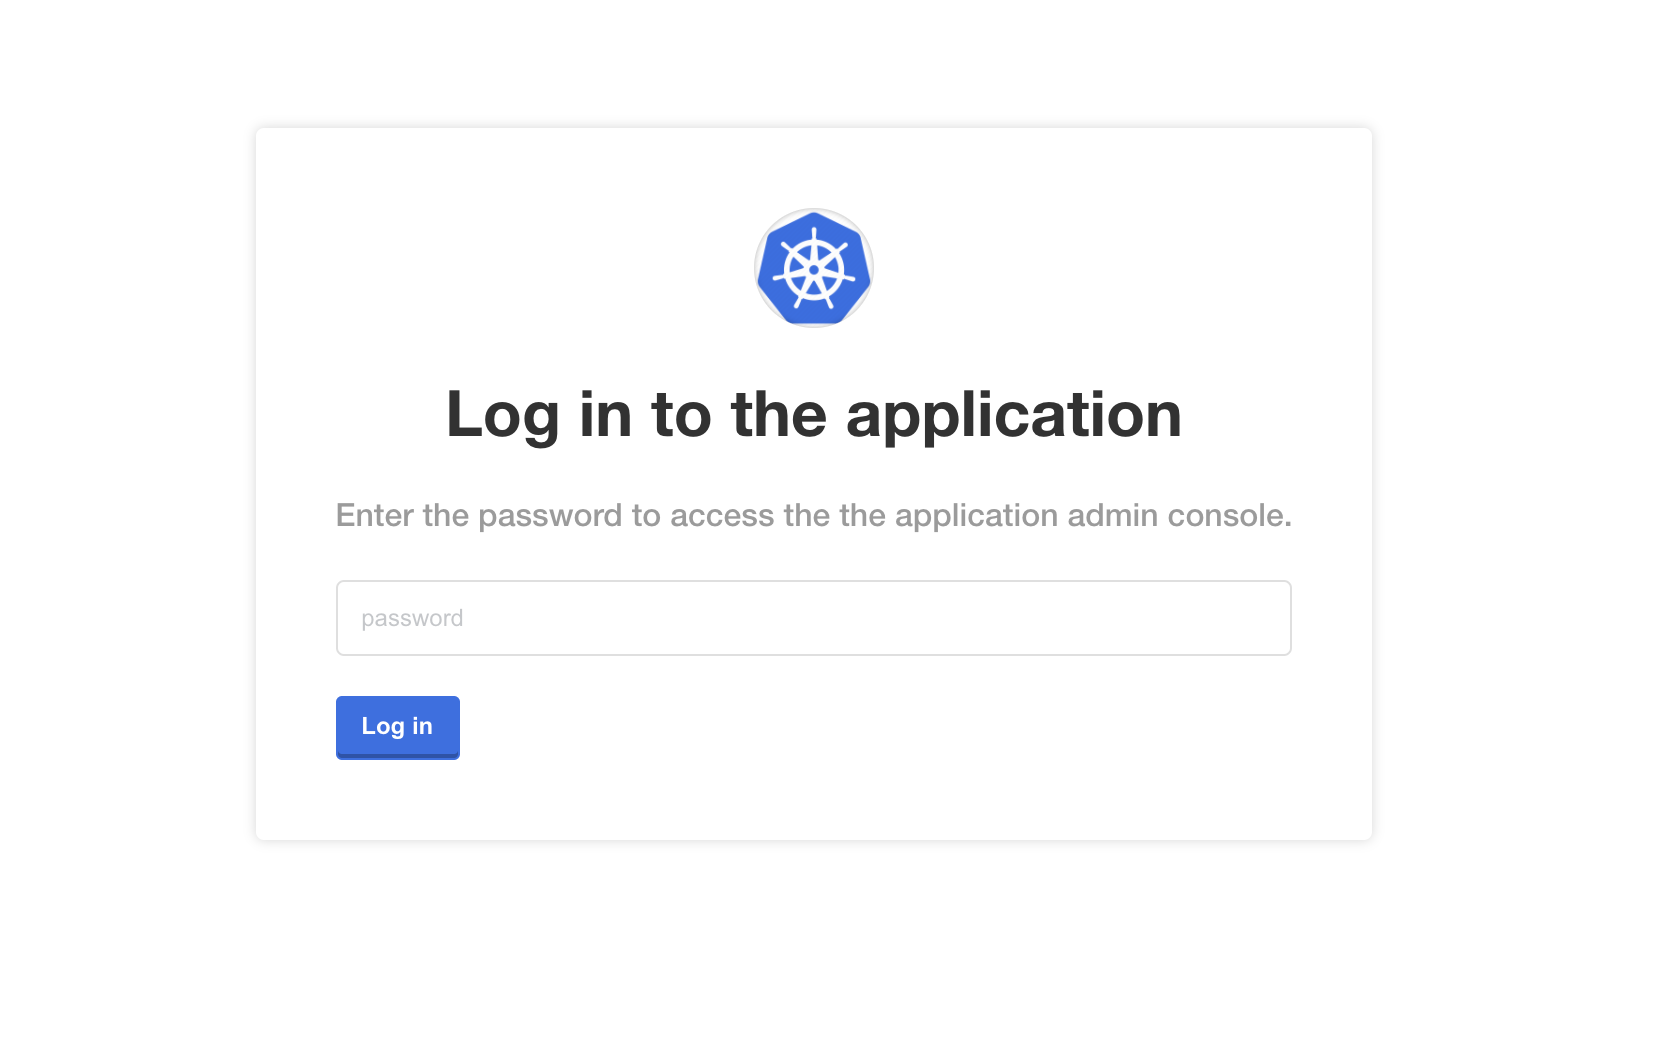 Log in to the application
Enter the password to access the the application admin console.
password
Log in